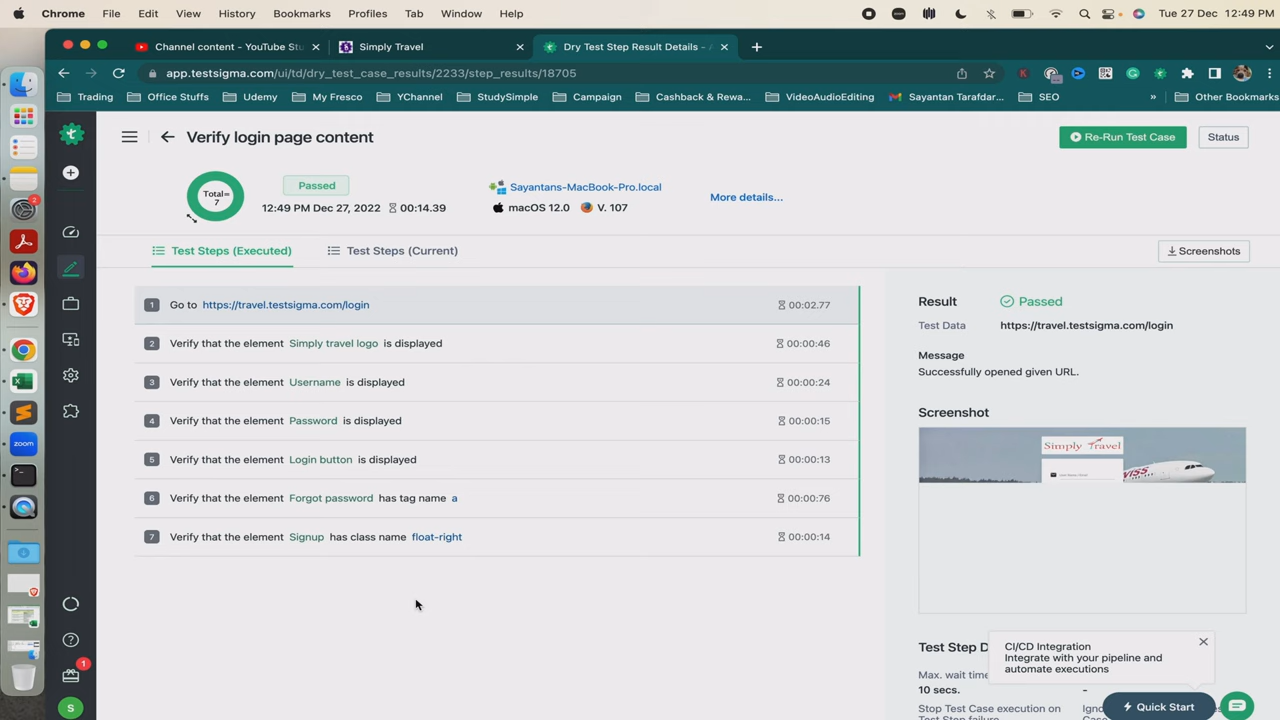 Chrome File Edit View History Bookmarks Profiles Tab Window Help Tue 27 Dec 12:49 PM
Channel content - YouTube Stu Simply Travel Dry Test Step Result Details -
app.testsigma.com/ui/td/dry_test_case_results/2233/step_results/18705
Trading Office Stuffs Udemy My Fresco YChannel StudySimple Campaign Cashback & Rewa... VideoAudioEditing Sayantan Tarafdar... SEO » Other Bookmarks
Verify login page content Re-Run Test Case Status
Total=
7
Passed
12:49 PM Dec 27, 2022 00:14.39
Sayantans-MacBook-Pro.local
macOS 12.0 V. 107
More details...
Test Steps (Executed) Test Steps (Current) Screenshots
1 Go to https://travel.testsigma.com/login 00:02.77
2 Verify that the element Simply travel logo is displayed 00:00:46
3 Verify that the element Username is displayed 00:00:24
4 Verify that the element Password is displayed 00:00:15
5 Verify that the element Login button is displayed 00:00:13
6 Verify that the element Forgot password has tag name a 00:00:76
7 Verify that the element Signup has class name float-right 00:00:14
Result Passed
Test Data https://travel.testsigma.com/login
Message
Successfully opened given URL.
Screenshot
Simply Travel
Test Step D
Max. wait time
10 secs. -
Stop Test Case execution on
Test Step failure
CI/CD Integration
Integrate with your pipeline and
automate executions
Quick Start
2
zoom
1
S